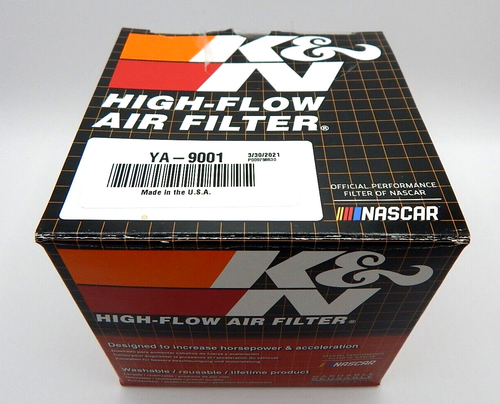 K&N
HIGH-FLOW
AIR FILTER®
YA-9001 3/30/2021
Made in the U.S.A.
OFFICIAL PERFORMANCE
FILTER OF NASCAR
NASCAR
K&N
HIGH-FLOW AIR FILTER®
Designed to increase horsepower & acceleration
NASCAR
Washable / reusable / lifetime product